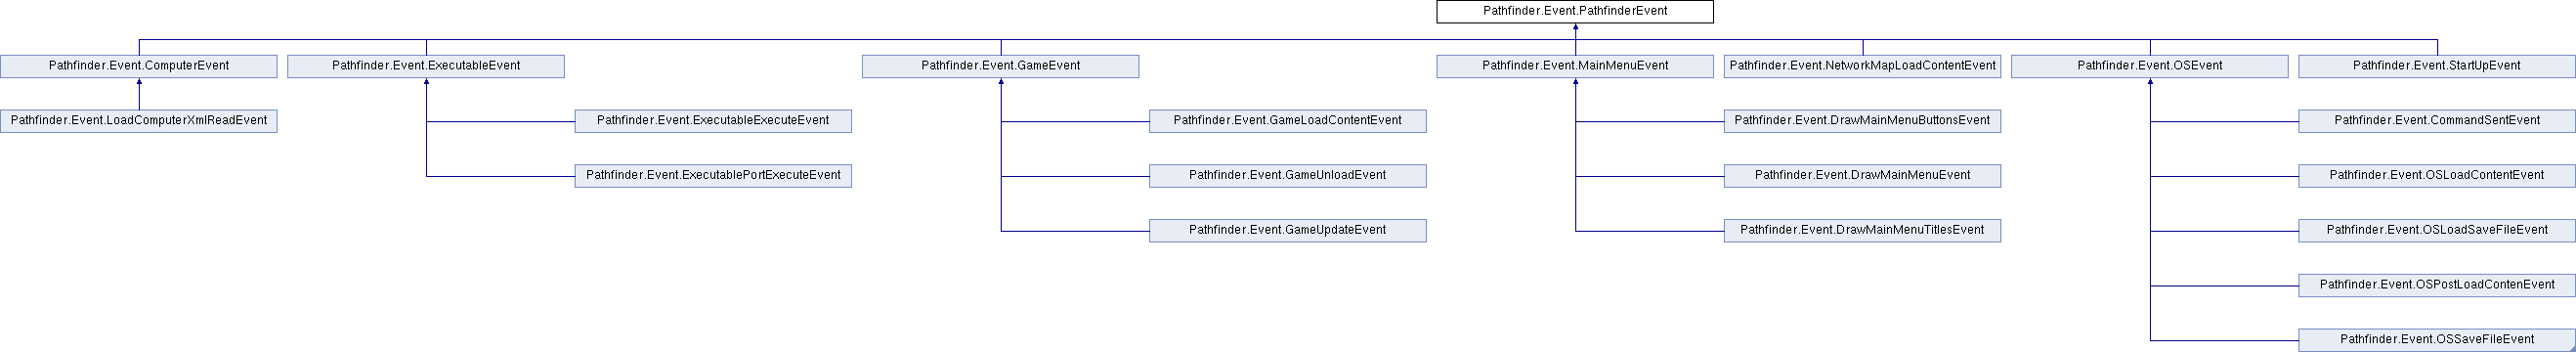 Pathfinder.Event.PathfinderEvent
Pathfinder.Event.ComputerEvent
Pathfinder.Event.ExecutableEvent
Pathfinder.Event.GameEvent
Pathfinder.Event.MainMenuEvent
Pathfinder.Event.NetworkMapLoadContentEvent
Pathfinder.Event.OSEvent
Pathfinder.Event.StartUpEvent
Pathfinder.Event.LoadComputerXmlReadEvent
Pathfinder.Event.ExecutableExecuteEvent
Pathfinder.Event.GameLoadContentEvent
Pathfinder.Event.DrawMainMenuButtonsEvent
Pathfinder.Event.CommandSentEvent
Pathfinder.Event.ExecutablePortExecuteEvent
Pathfinder.Event.GameUnloadEvent
Pathfinder.Event.DrawMainMenuEvent
Pathfinder.Event.OSLoadContentEvent
Pathfinder.Event.GameUpdateEvent
Pathfinder.Event.DrawMainMenuTitlesEvent
Pathfinder.Event.OSLoadSaveFileEvent
Pathfinder.Event.OSPostLoadContenEvent
Pathfinder.Event.OSSaveFileEvent